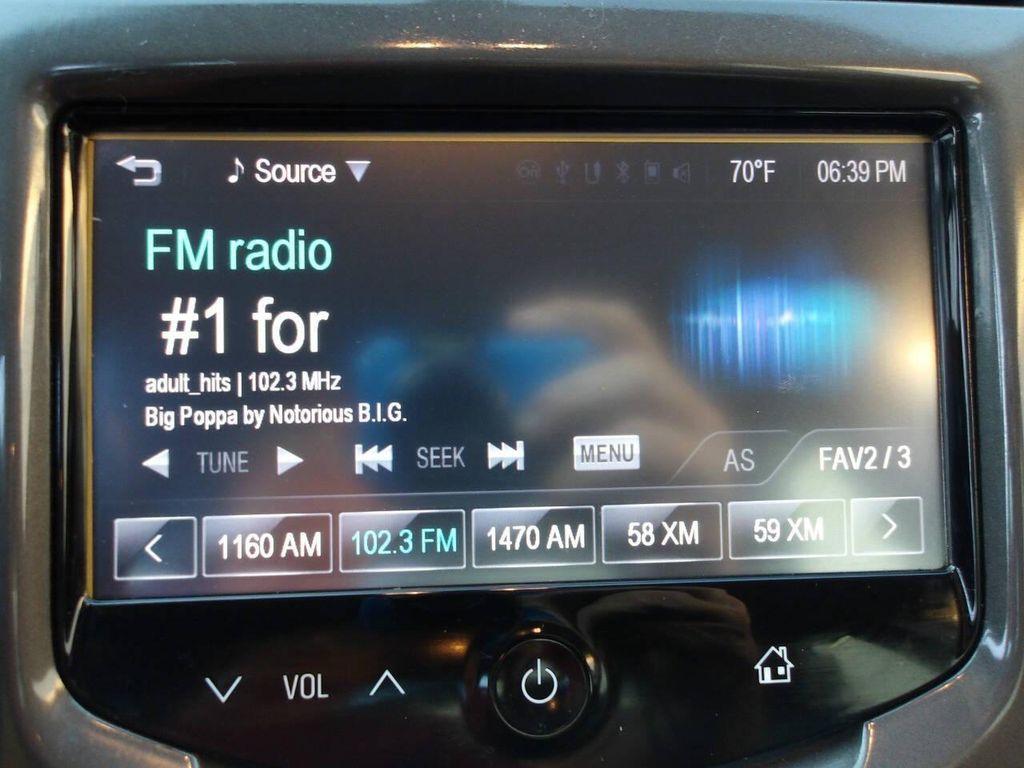 Source 70°F 06:39 PM
FM radio
#1 for
adult_hits | 102.3 MHz
Big Poppa by Notorious B.I.G.
TUNE SEEK MENU AS FAV2 / 3
< 1160 AM 102.3 FM 1470 AM 58 XM 59 XM >
VOL